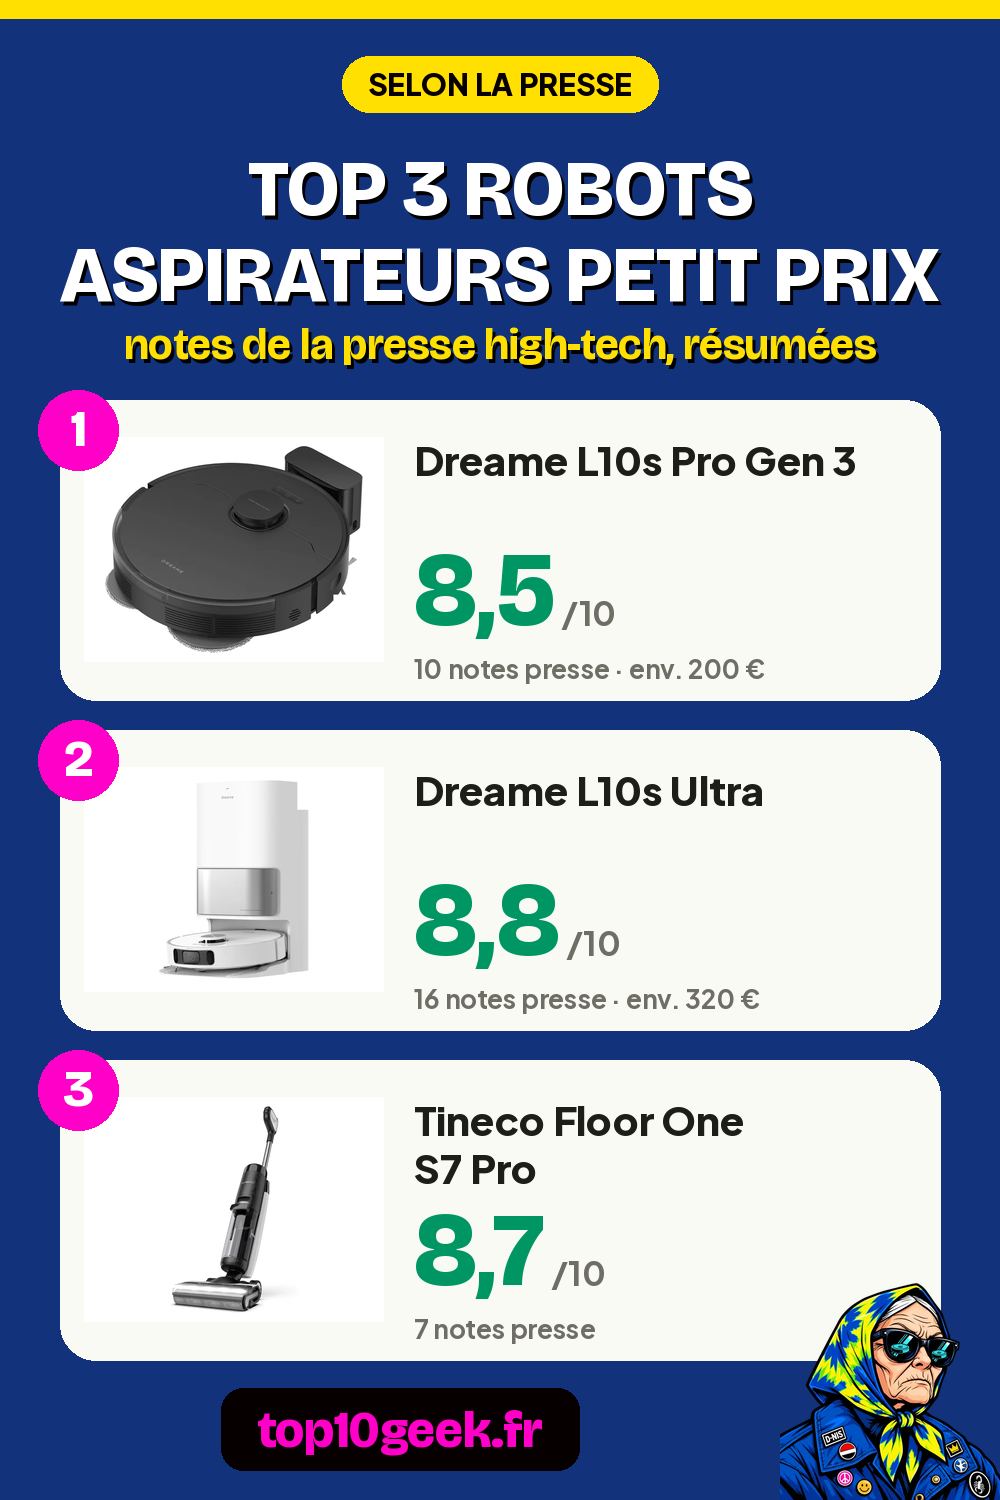 SELON LA PRESSE
TOP 3 ROBOTS
ASPIRATEURS PETIT PRIX
notes de la presse high-tech, résumées
1
Dreame L10s Pro Gen 3
8,5 /10
10 notes presse · env. 200 €
2
Dreame L10s Ultra
8,8 /10
16 notes presse · env. 320 €
3
Tineco Floor One
S7 Pro
8,7 /10
7 notes presse
D-NIS
top10geek.fr